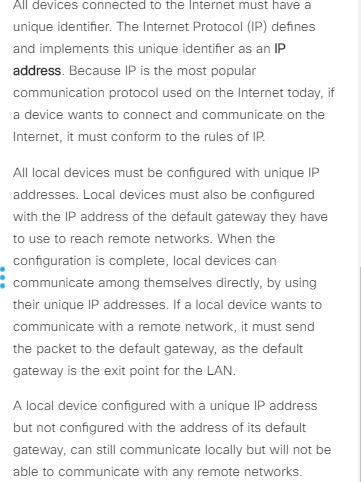 All devices connected to the Internet must have a
unique identifier. The Internet Protocol (IP) defines
and implements this unique identifier as an IP
address. Because IP is the most popular
communication protocol used on the Internet today, if
a device wants to connect and communicate on the
Internet, it must conform to the rules of IP.
All local devices must be configured with unique IP
addresses. Local devices must also be configured
with the IP address of the default gateway they have
to use to reach remote networks. When the
configuration is complete, local devices can
communicate among themselves directly, by using
their unique IP addresses. If a local device wants to
communicate with a remote network, it must send
the packet to the default gateway, as the default
gateway is the exit point for the LAN.
A local device configured with a unique IP address
but not configured with the address of its default
gateway, can still communicate locally but will not be
able to communicate with any remote networks.